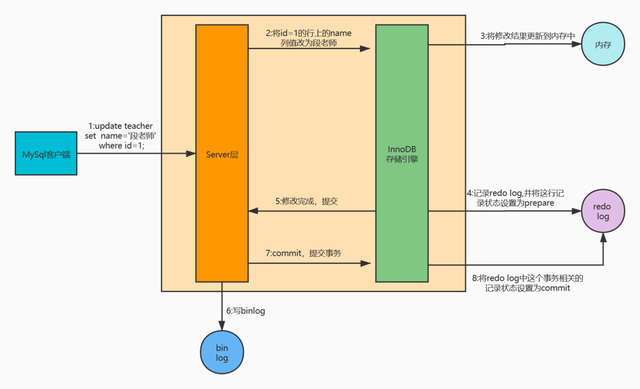 2:将id=1的行上的name
列值改为段老师
3:将修改结果更新到内存中
内存
1:update teacher
set name='段老师'
where id=1;
MySql客户端
Server层
InnoDB
存储引擎
4:记录redo log,并将这行记
录状态设置为prepare
5:修改完成，提交
redo
log
7:commit，提交事务
8:将redo log中这个事务相关的
记录状态设置为commit
6:写binlog
bin
log